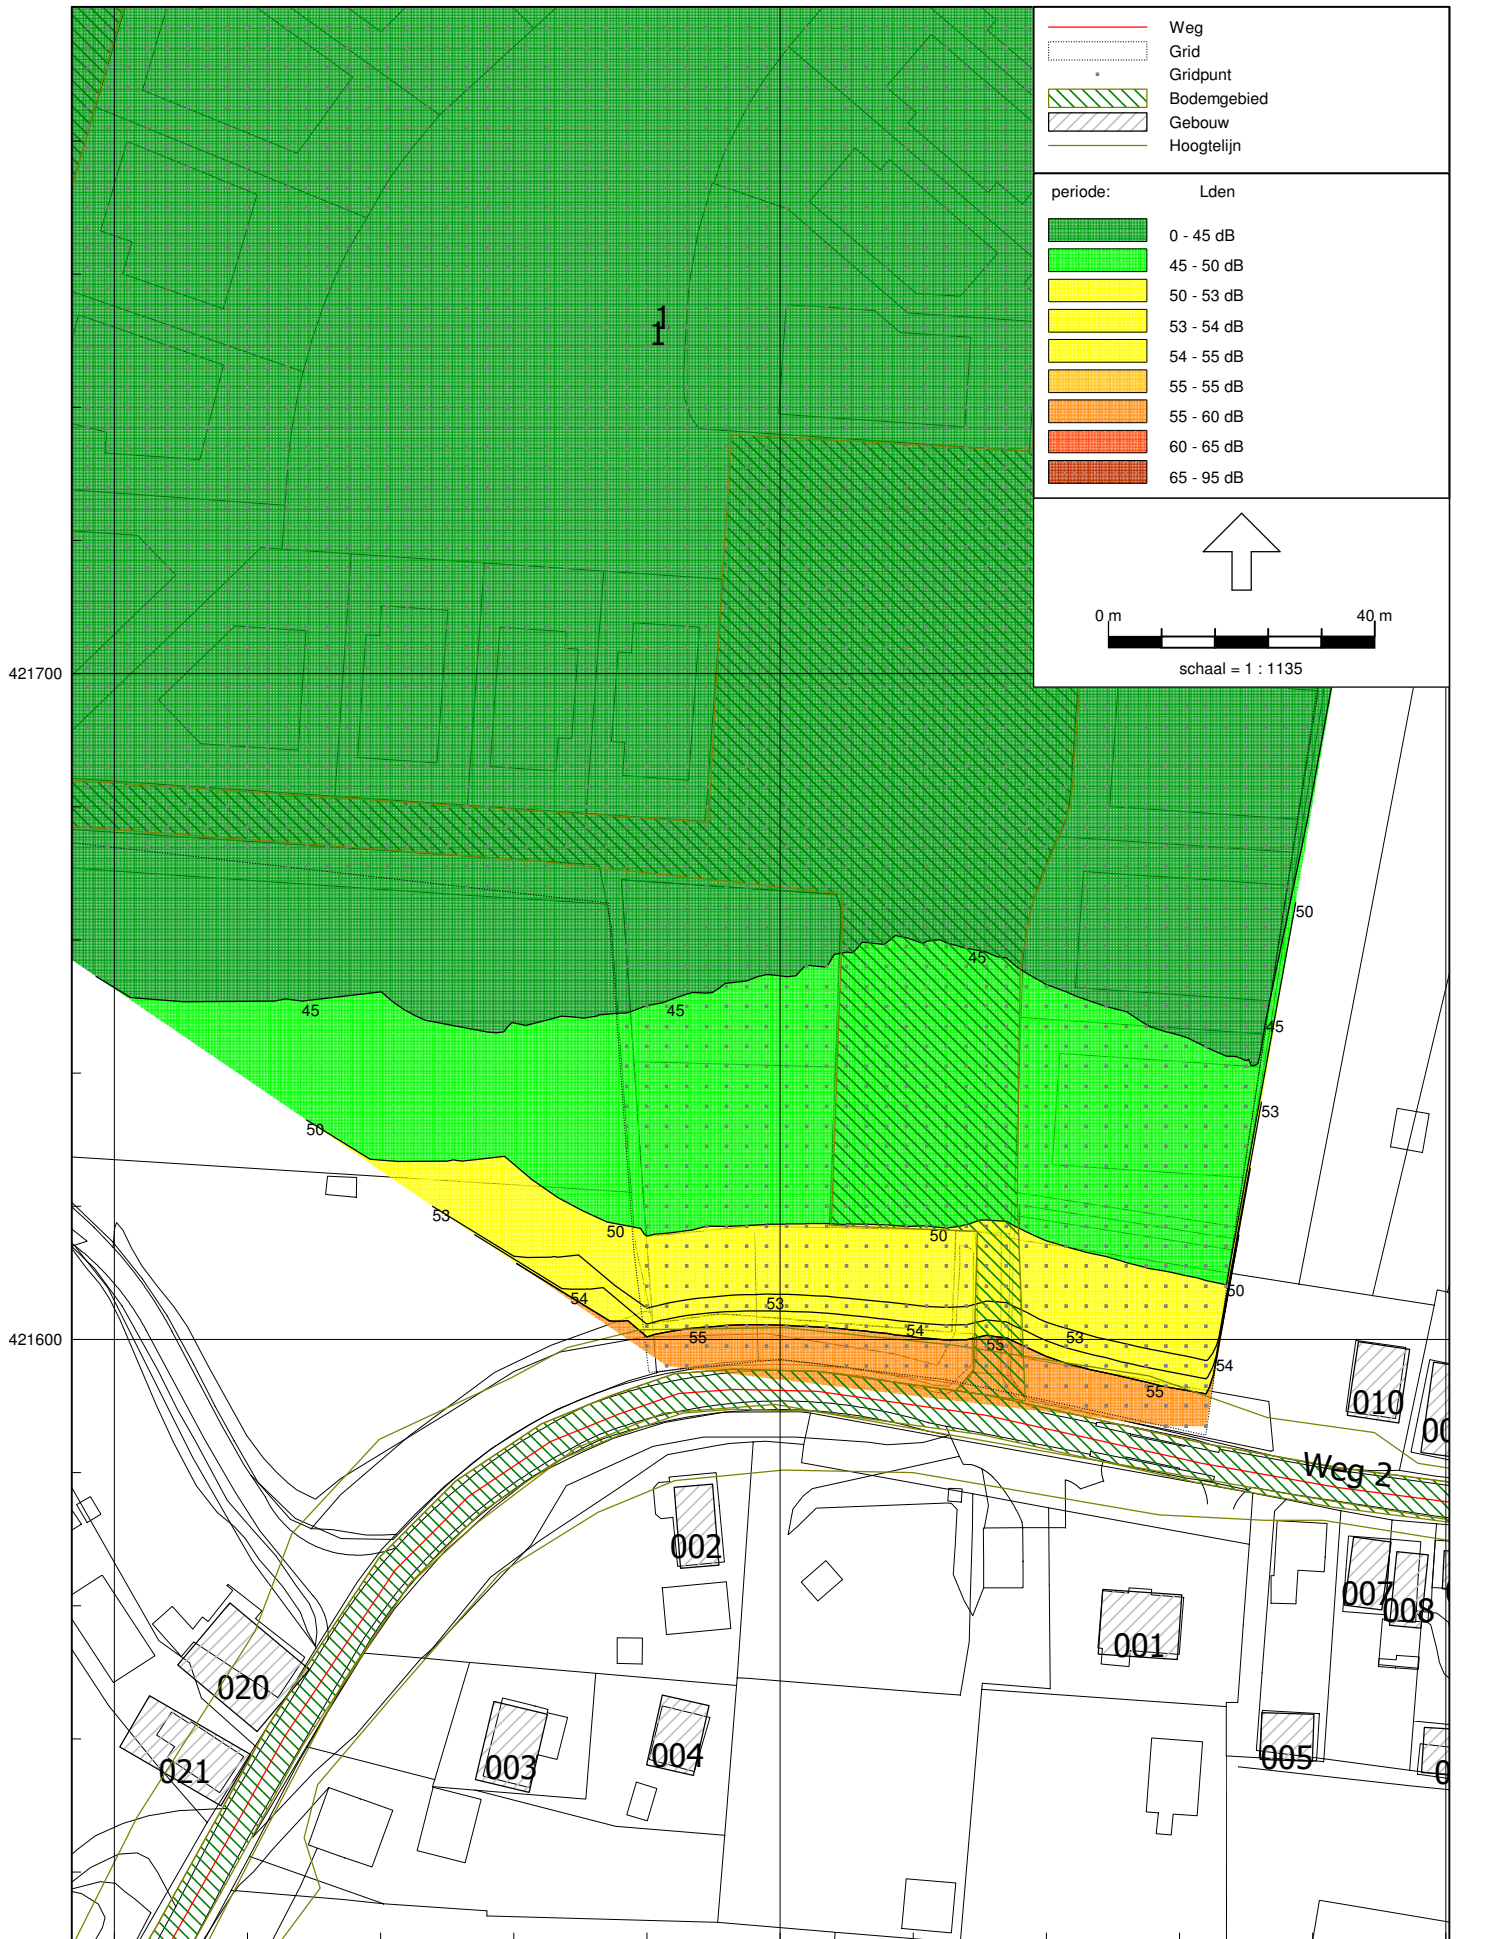 Weg
Grid
Gridpunt
Bodemgebied
Gebouw
Hoogtelijn
periode: Lden
0 - 45 dB
45 - 50 dB
50 - 53 dB
53 - 54 dB
54 - 55 dB
55 - 55 dB
55 - 60 dB
60 - 65 dB
65 - 95 dB
1
1
0 m 40 m
schaal = 1 : 1135
421700
50
45
45
45
45
53
50
53
50
50
50
54
53
54
53
421600
55
55
54
55
010
00
Weg 2
002
007
008
001
020
003
004
005
021
0